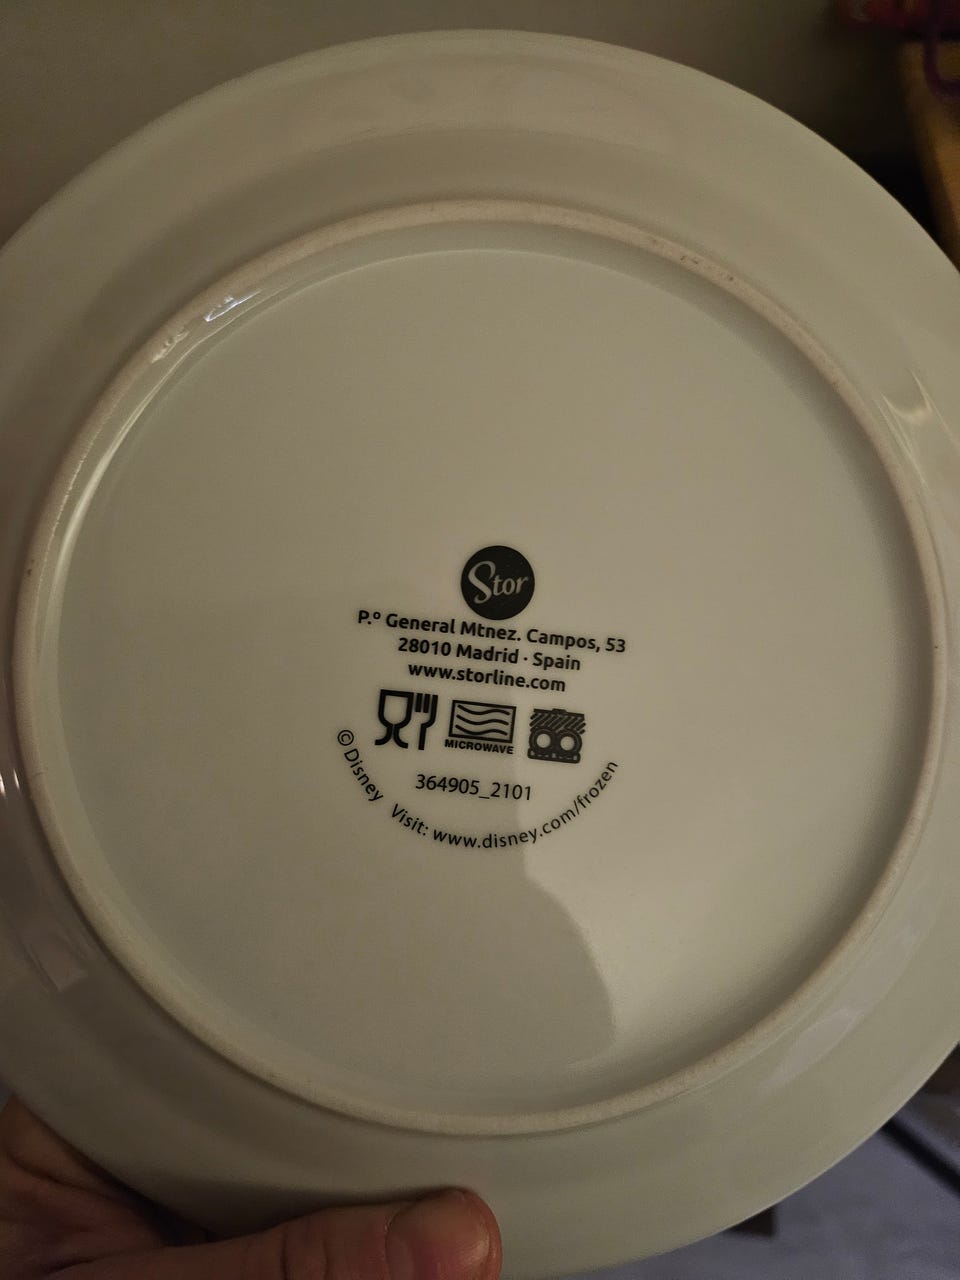 Stor
P.º General Mtnez. Campos, 53
28010 Madrid · Spain
www.storline.com
MICROWAVE
364905_2101
© Disney Visit: www.disney.com/frozen